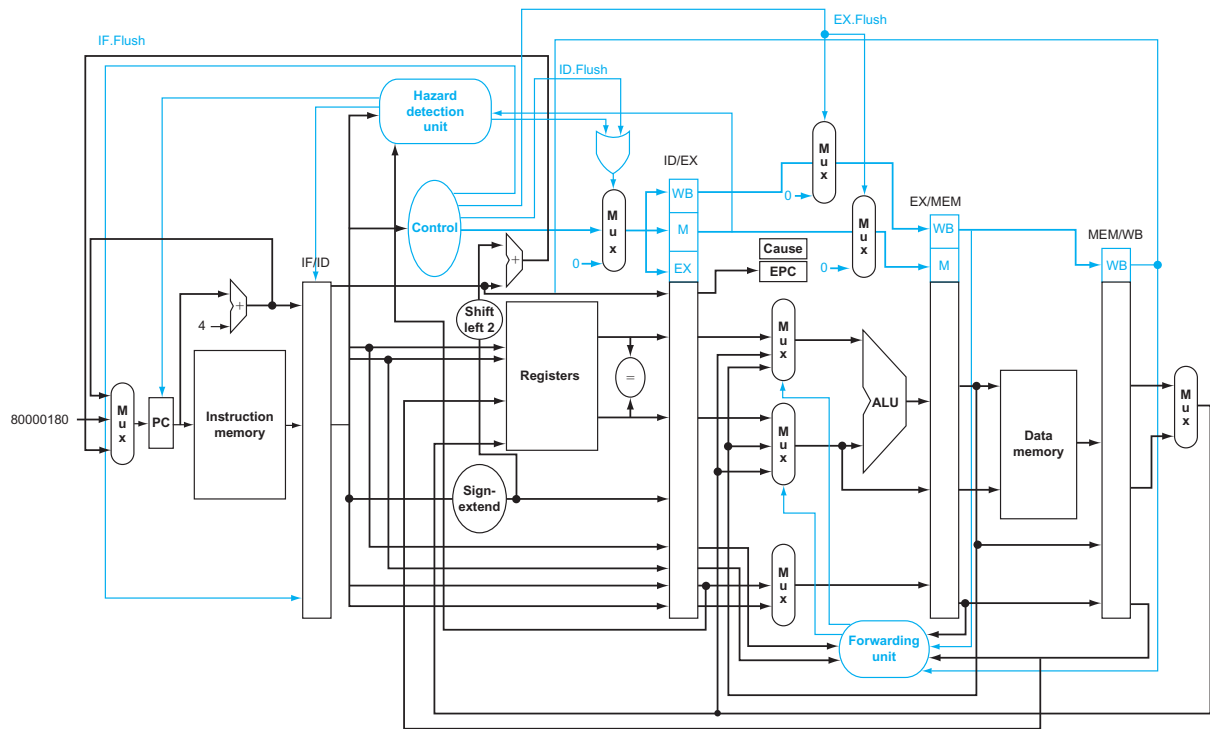 EX.Flush
IF.Flush
ID.Flush
Hazard
detection
unit
M
u
x
ID/EX
WB
0
EX/MEM
Control
M
u
x
M
M
u
x
WB
MEM/WB
Cause
IF/ID
0
EX
EPC
0
M
WB
+
+
Shift
left 2
4
M
u
x
Registers
=
M
u
x
PC
Instruction
memory
80000180
ALU
M
u
x
M
u
x
Data
memory
Sign-
extend
M
u
x
Forwarding
unit